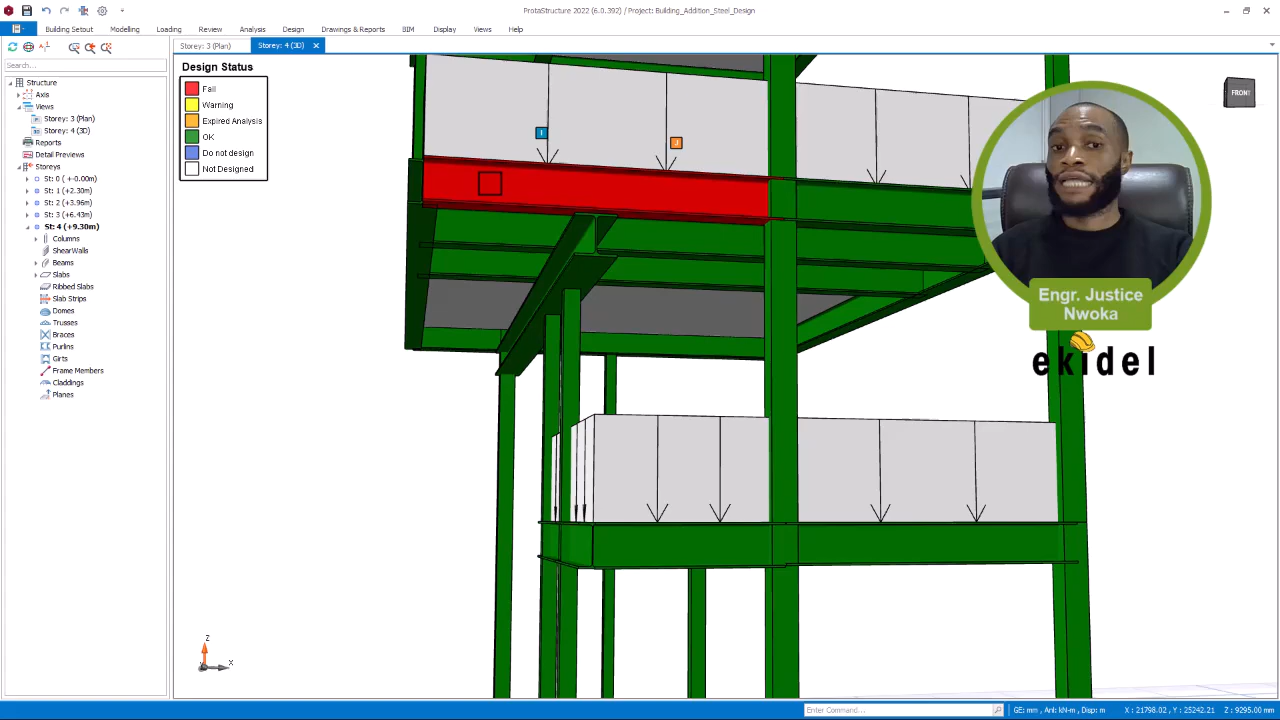 ProtaStructure 2022 (6.0.392) / Project: Building_Addition_Steel_Design
Building Setout Modelling Loading Review Analysis Design Drawings & Reports BIM Display Views Help
Storey: 3 (Plan) Storey: 4 (3D)
Search...
Structure
Axis
Views
Storey: 3 (Plan)
Storey: 4 (3D)
Reports
Detail Previews
Storeys
St: 0 ( +-0.00m)
St: 1 (+2.30m)
St: 2 (+3.96m)
St: 3 (+6.43m)
St: 4 (+9.30m)
Columns
ShearWalls
Beams
Slabs
Ribbed Slabs
Slab Strips
Domes
Trusses
Braces
Purlins
Girts
Frame Members
Claddings
Planes
Design Status
Fail
Warning
Expired Analysis
OK
Do not design
Not Designed
I
J
FRONT
Engr. Justice
Nwoka
ekidel
Z
X
Enter Command...
GE: mm , Anl: kN-m , Disp: m
X : 21798.02 , Y : 25242.21
Z : 9295.00 mm